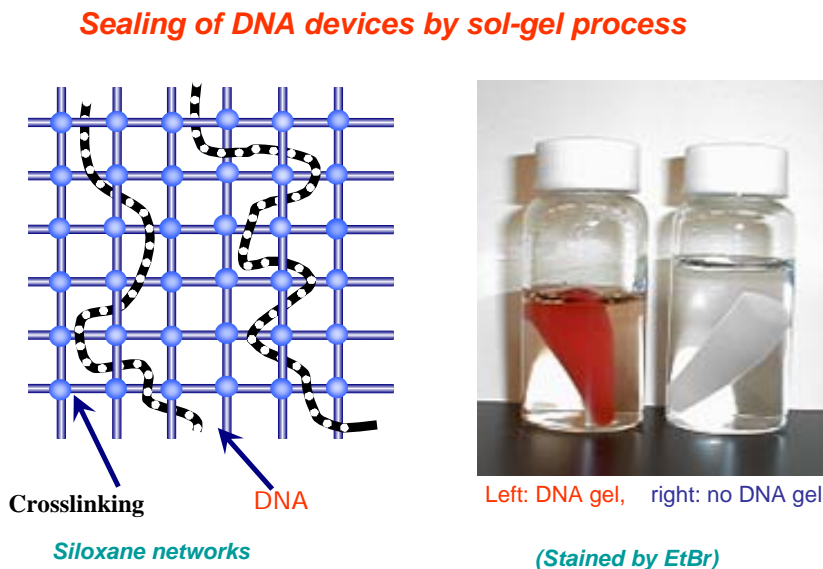 Sealing of DNA devices by sol-gel process
Crosslinking
DNA
Siloxane networks
Left: DNA gel, right: no DNA gel
(Stained by EtBr)